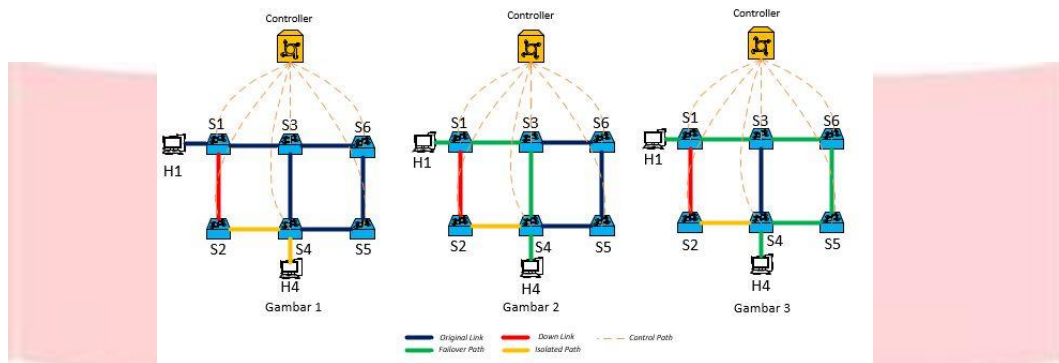 Controller
S1 S3 S6
H1
S2 S4 S5
H4
Gambar 1
Controller
S1 S3 S6
H1
S2 S4 S5
H4
Gambar 2
Controller
S1 S3 S6
H1
S2 S4 S5
H4
Gambar 3
Original Link Down Link Control Path
Failover Path Isolated Path